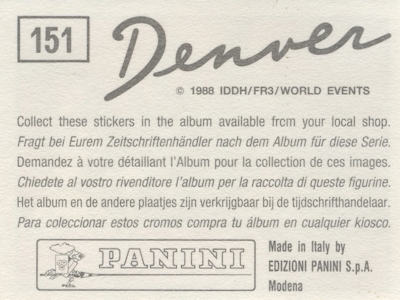 151
Denver
© 1988 IDDH/FR3/WORLD EVENTS
Collect these stickers in the album available from your local shop.
Fragt bei Eurem Zeitschriftenhändler nach dem Album für diese Serie.
Demandez à votre détaillant l'Album pour la collection de ces images.
Chiedete al vostro rivenditore l'album per la raccolta di queste figurine.
Het album en de andere plaatjes zijn verkrijgbaar bij de tijdschrifthandelaar.
Para coleccionar estos cromos compra tu álbum en cualquier kiosco.
PANINI
Made in Italy by
EDIZIONI PANINI S.p.A.
Modena